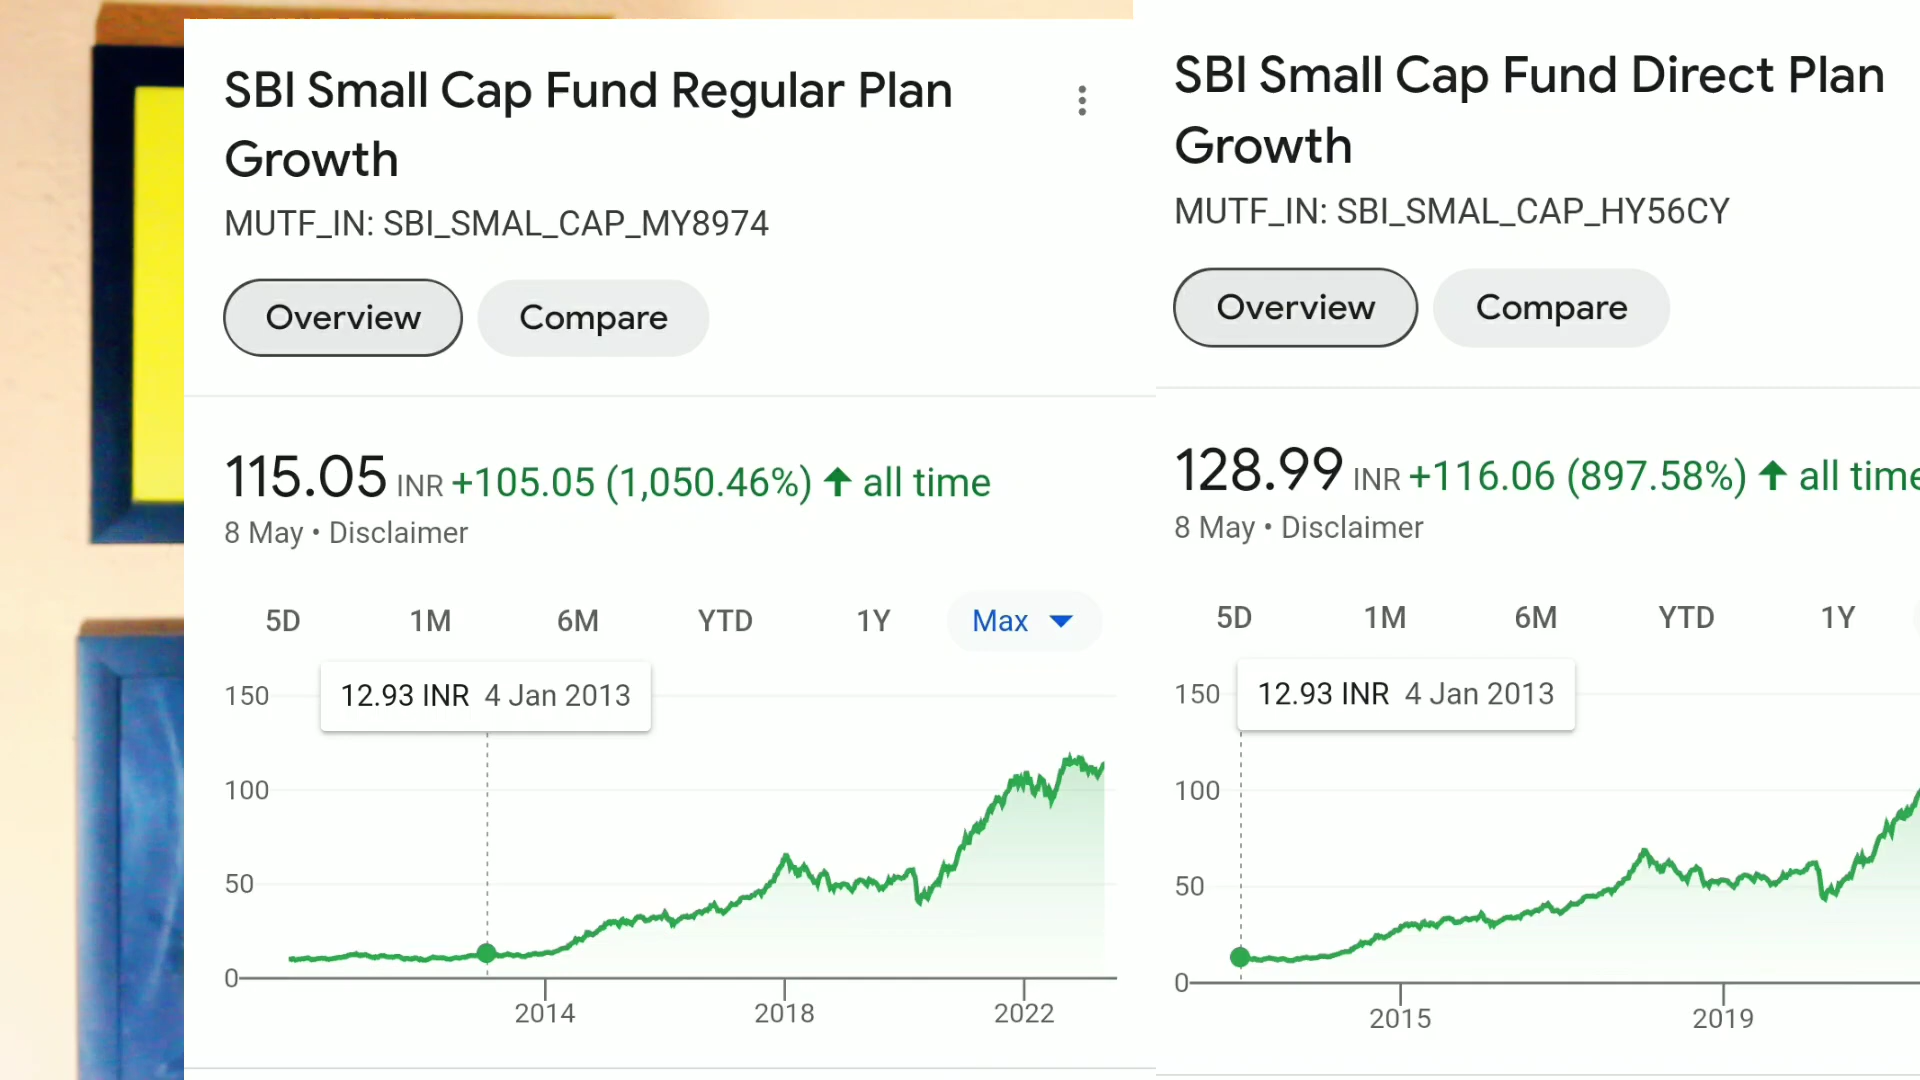 SBI Small Cap Fund Regular Plan
Growth
MUTF_IN: SBI_SMAL_CAP_MY8974
Overview
Compare
115.05 INR +105.05 (1,050.46%) ↑ all time
8 May • Disclaimer
5D 1M 6M YTD 1Y Max
12.93 INR 4 Jan 2013
150
100
50
0
2014 2018 2022
SBI Small Cap Fund Direct Plan
Growth
MUTF_IN: SBI_SMAL_CAP_HY56CY
Overview
Compare
128.99 INR +116.06 (897.58%) ↑ all time
8 May • Disclaimer
5D 1M 6M YTD 1Y
12.93 INR 4 Jan 2013
150
100
50
0
2015 2019